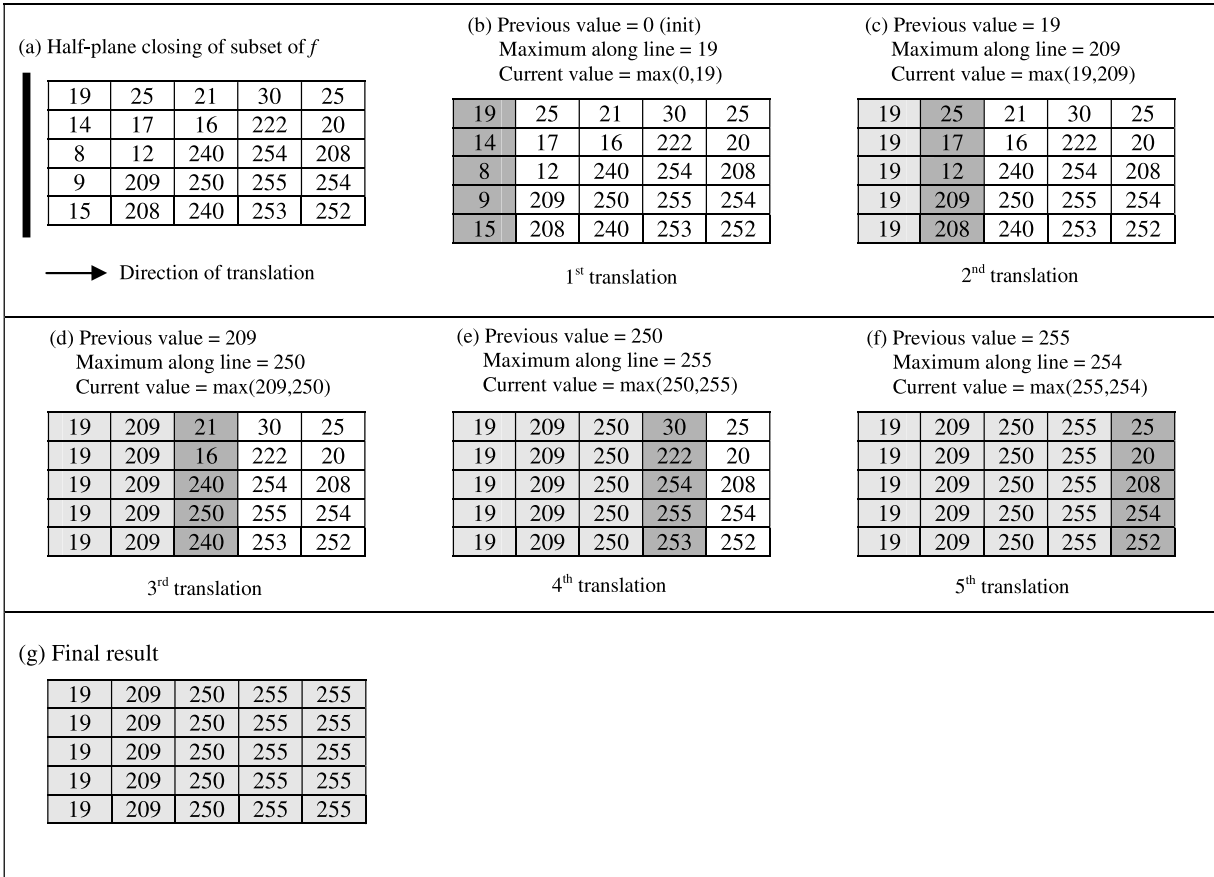 (a) Half-plane closing of subset of f
19 25 21 30 25
14 17 16 222 20
8 12 240 254 208
9 209 250 255 254
15 208 240 253 252
Direction of translation
(b) Previous value = 0 (init)
Maximum along line = 19
Current value = max(0,19)
19 25 21 30 25
14 17 16 222 20
8 12 240 254 208
9 209 250 255 254
15 208 240 253 252
1st translation
(c) Previous value = 19
Maximum along line = 209
Current value = max(19,209)
19 25 21 30 25
19 17 16 222 20
19 12 240 254 208
19 209 250 255 254
19 208 240 253 252
2nd translation
(d) Previous value = 209
Maximum along line = 250
Current value = max(209,250)
19 209 21 30 25
19 209 16 222 20
19 209 240 254 208
19 209 250 255 254
19 209 240 253 252
3rd translation
(e) Previous value = 250
Maximum along line = 255
Current value = max(250,255)
19 209 250 30 25
19 209 250 222 20
19 209 250 254 208
19 209 250 255 254
19 209 250 253 252
4th translation
(f) Previous value = 255
Maximum along line = 254
Current value = max(255,254)
19 209 250 255 25
19 209 250 255 20
19 209 250 255 208
19 209 250 255 254
19 209 250 255 252
5th translation
(g) Final result
19 209 250 255 255
19 209 250 255 255
19 209 250 255 255
19 209 250 255 255
19 209 250 255 255